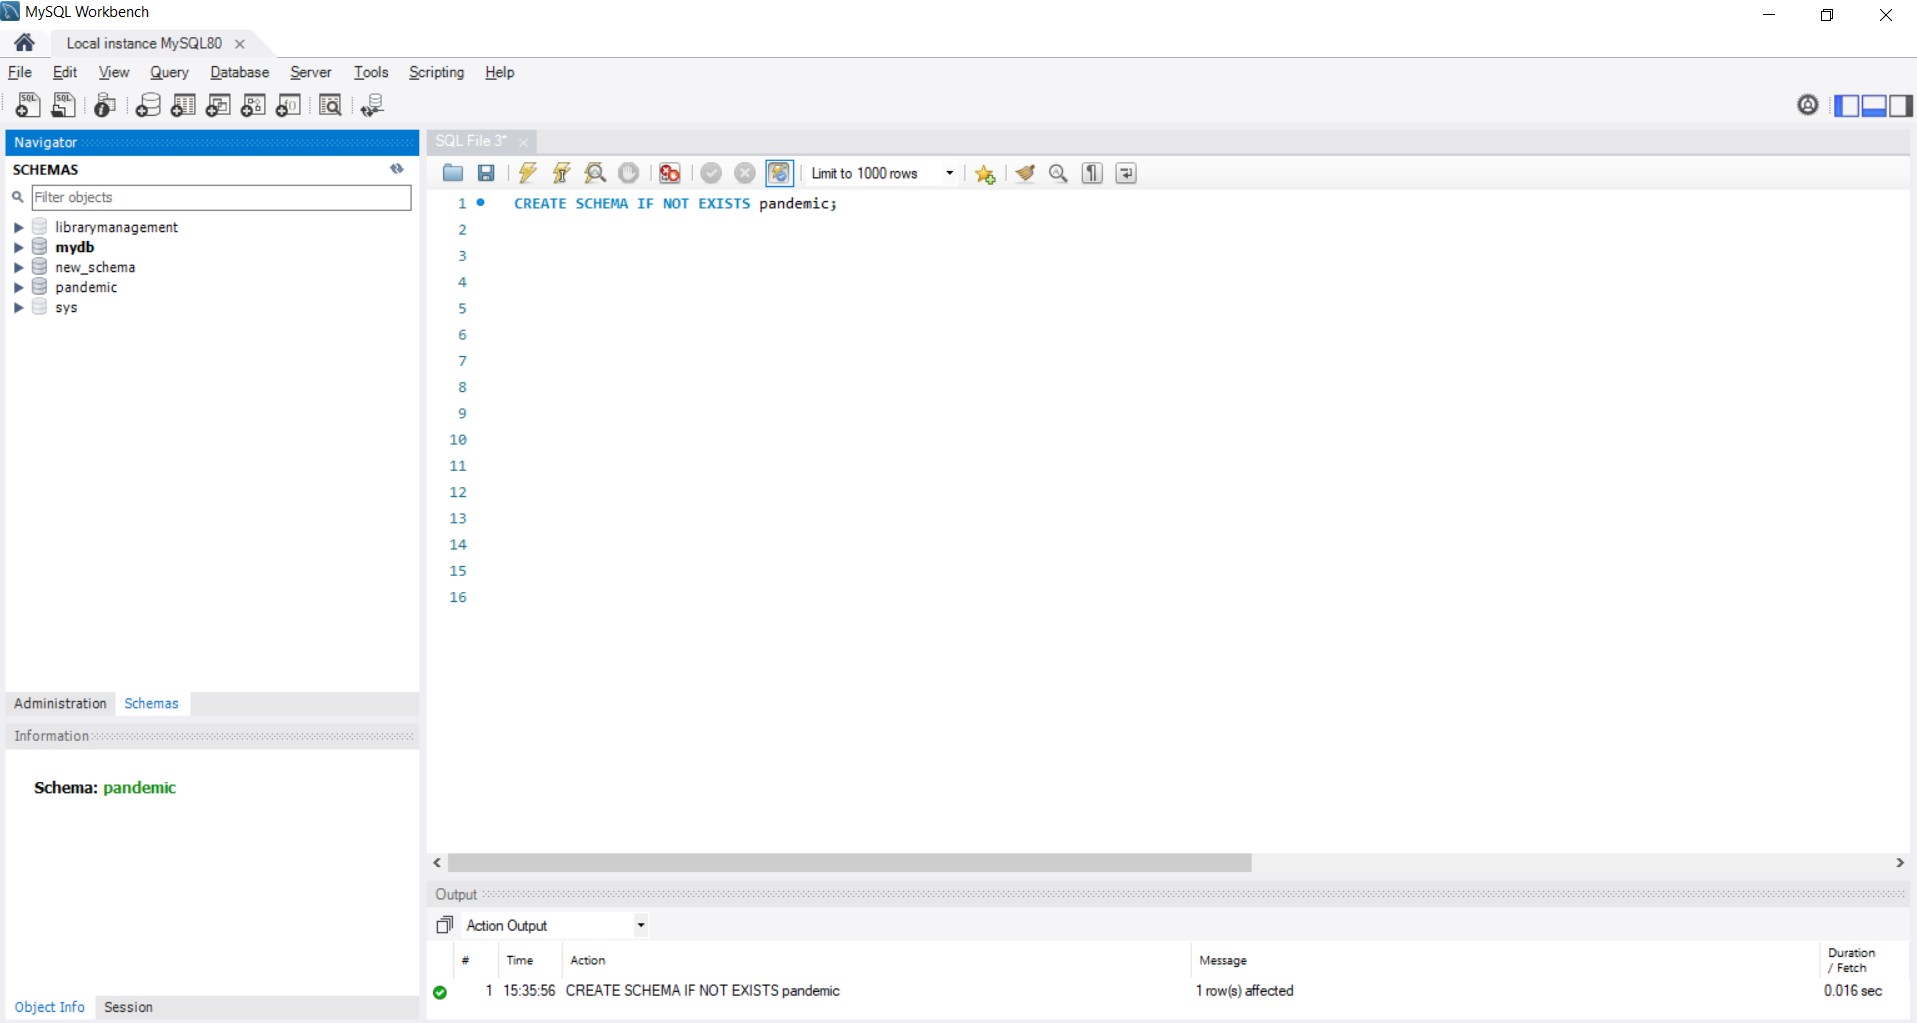 MySQL Workbench
Local instance MySQL80
File Edit View Query Database Server Tools Scripting Help
Navigator
SCHEMAS
Filter objects
librarymanagement
mydb
new_schema
pandemic
sys
Administration Schemas
Information
Schema: pandemic
Object Info Session
SQL File 3*
Limit to 1000 rows
1 CREATE SCHEMA IF NOT EXISTS pandemic;
2
3
4
5
6
7
8
9
10
11
12
13
14
15
16
Output
Action Output
# Time Action Message Duration / Fetch
1 15:35:56 CREATE SCHEMA IF NOT EXISTS pandemic 1 row(s) affected 0.016 sec